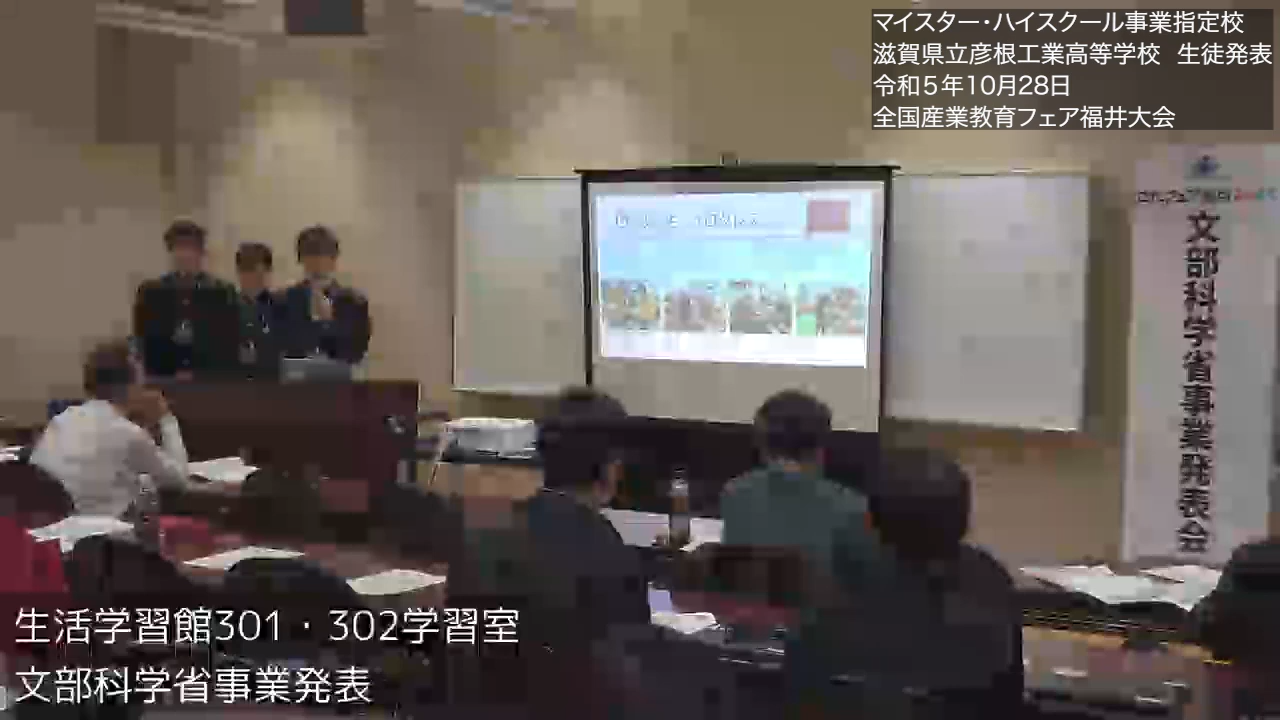 マイスター・ハイスクール事業指定校
滋賀県立彦根工業高等学校　生徒発表
令和5年10月28日
全国産業教育フェア福井大会
文部科学省事業発表会
生活学習館301・302学習室
文部科学省事業発表